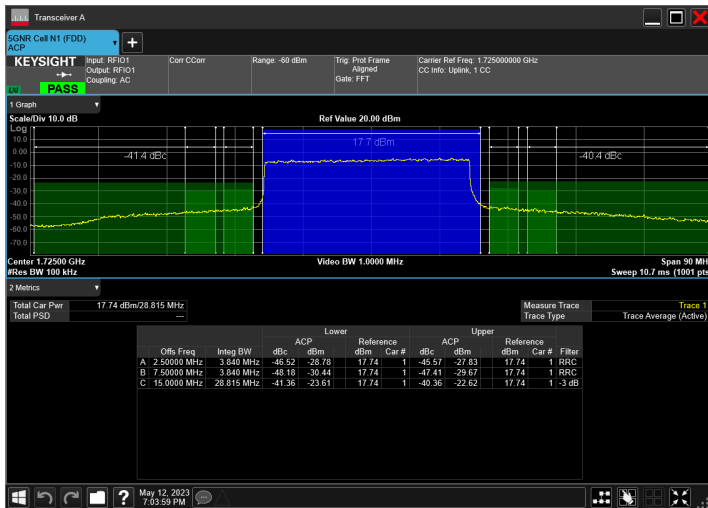 Transceiver A
5GNR Cell N1 (FDD)
ACP
+
KEYSIGHT
LXI
PASS
Input: RFIO1
Output: RFIO1
Coupling: AC
Corr CCorr
Range: -60 dBm
Trig: Prot Frame
Aligned
Gate: FFT
Carrier Ref Freq: 1.725000000 GHz
CC Info: Uplink, 1 CC
1 Graph
Scale/Div 10.0 dB
Ref Value 20.00 dBm
Log
10.0
0.00
-10.0
-20.0
-30.0
-40.0
-50.0
-60.0
-70.0
-41.4 dBc
17.7 dBm
-40.4 dBc
Center 1.72500 GHz
Video BW 1.0000 MHz
Span 90 MH
#Res BW 100 kHz
Sweep 10.7 ms (1001 pts
2 Metrics
Total Car Pwr 17.74 dBm/28.815 MHz
Total PSD ---
Measure Trace Trace 1
Trace Type Trace Average (Active)
Lower Upper
ACP Reference ACP Reference
Offs Freq Integ BW dBc dBm dBm Car # dBc dBm dBm Car # Filter
A 2.50000 MHz 3.840 MHz -46.52 -28.78 17.74 1 -45.57 -27.83 17.74 1 RRC
B 7.50000 MHz 3.840 MHz -48.18 -30.44 17.74 1 -47.41 -29.67 17.74 1 RRC
C 15.0000 MHz 28.815 MHz -41.36 -23.61 17.74 1 -40.36 -22.62 17.74 1 -3 dB
?
May 12, 2023
7:03:59 PM